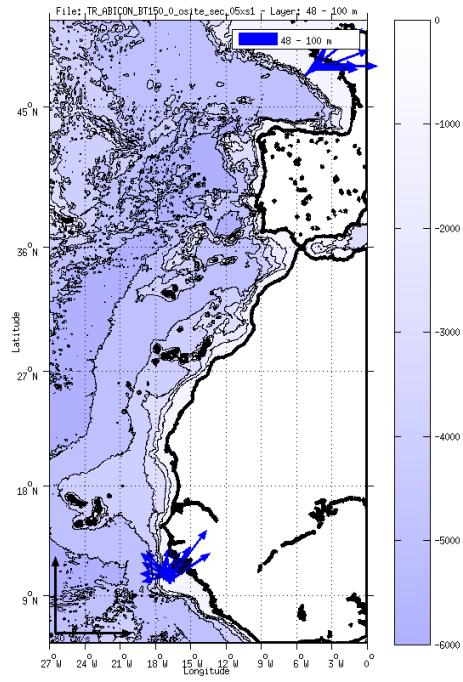 File: TR_ABICON_BT150_0_osite_sec_05xs1 - Layer: 48 - 100 m
48 - 100 m
45° N
36° N
27° N
18° N
9° N
Latitude
27° W 24° W 21° W 18° W 15° W 12° W 9° W 6° W 3° W 0° W
Longitude
0
-1000
-2000
-3000
-4000
-5000
-6000